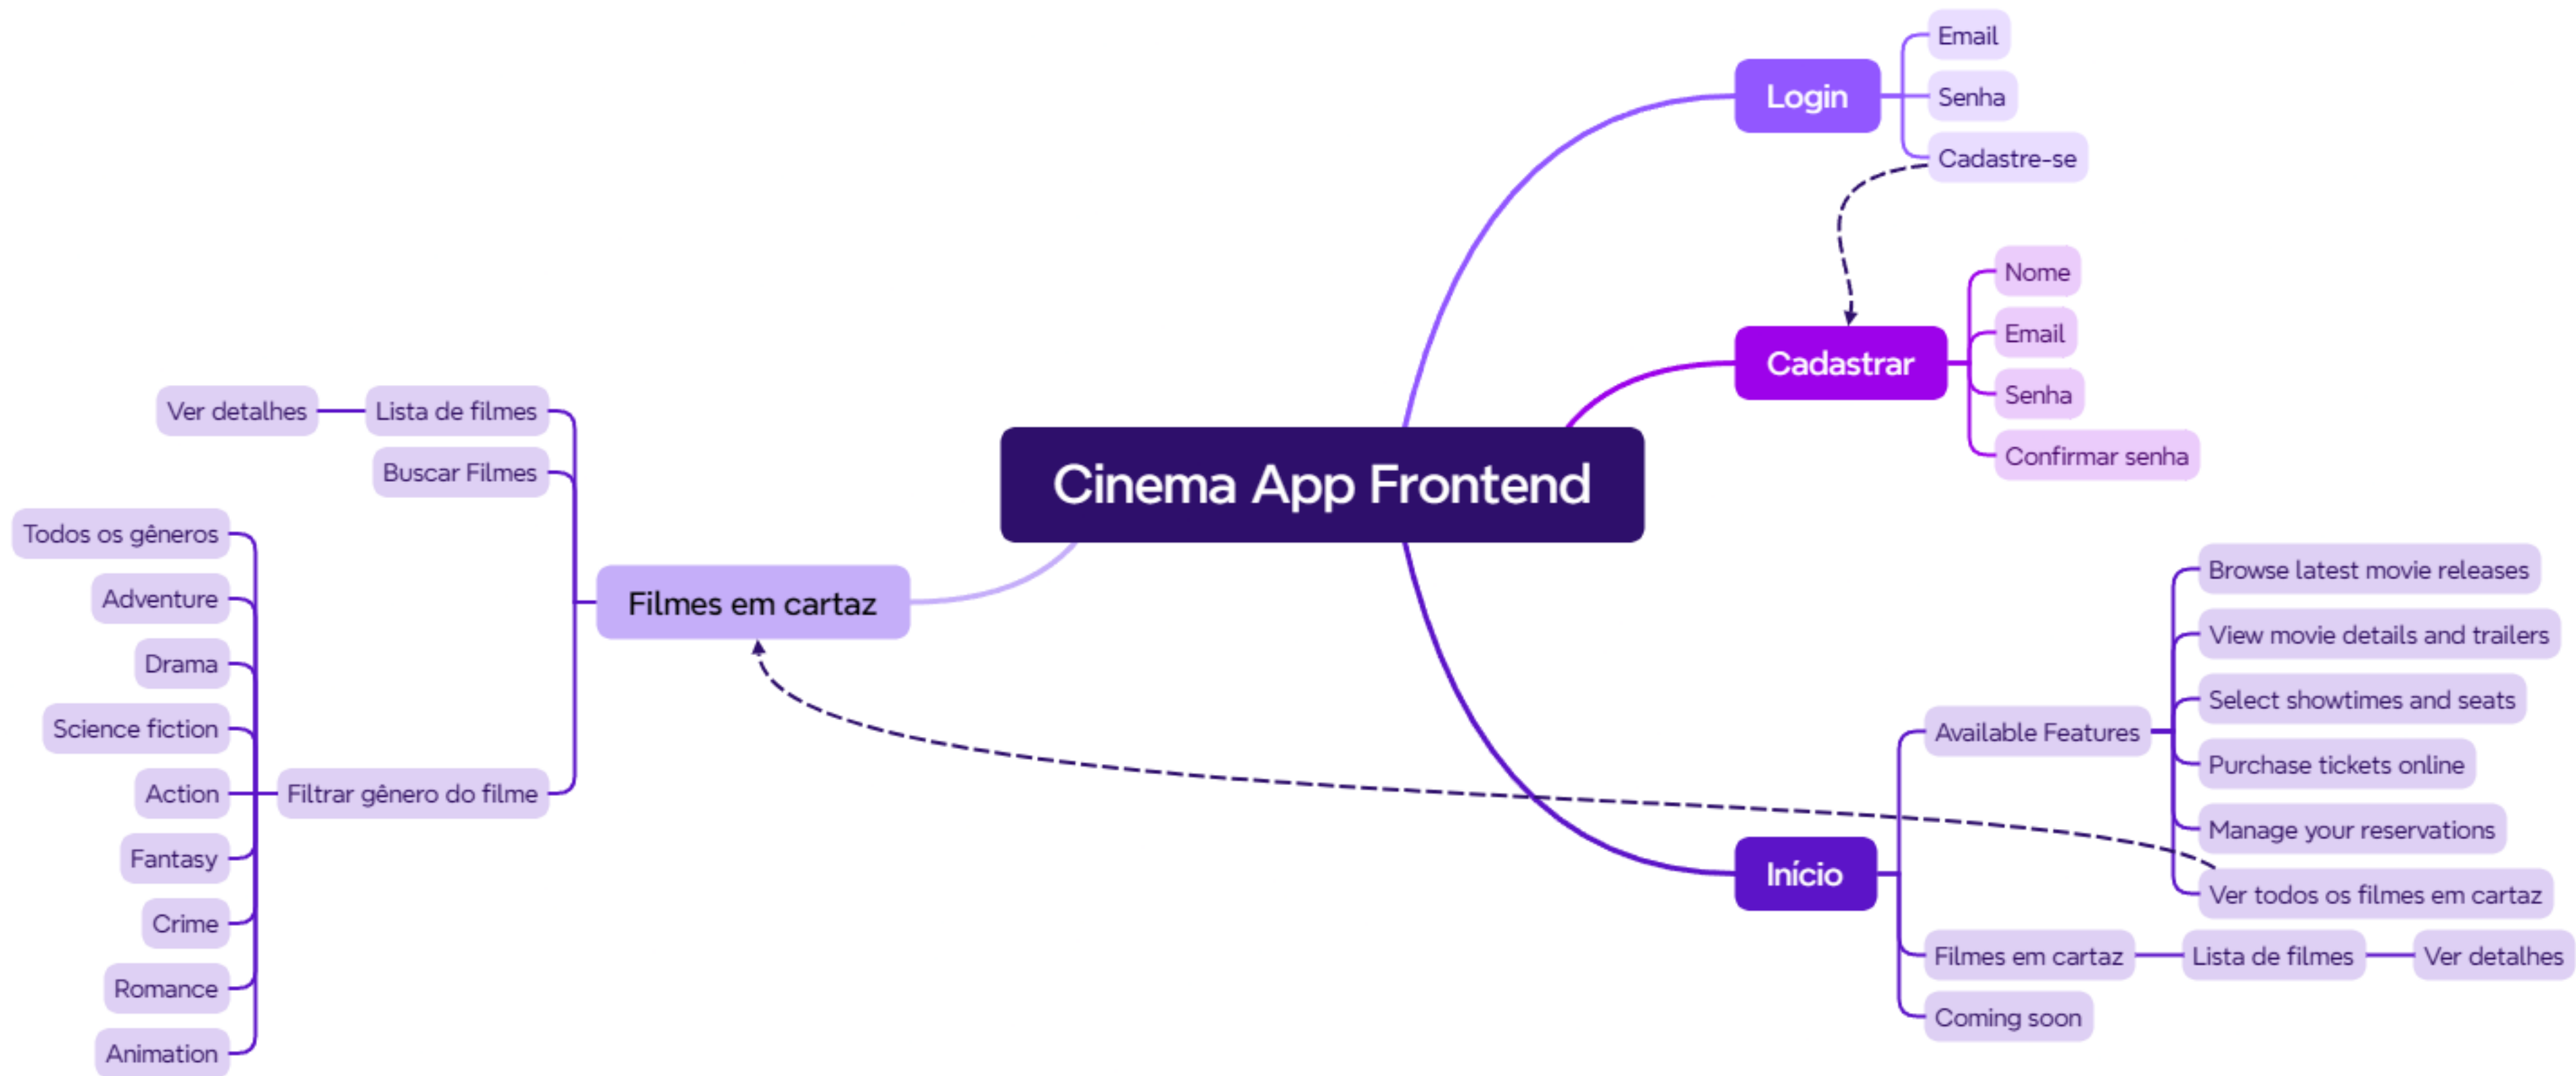 Cinema App Frontend
Login
Email
Senha
Cadastre-se
Cadastrar
Nome
Email
Senha
Confirmar senha
Início
Available Features
Browse latest movie releases
View movie details and trailers
Select showtimes and seats
Purchase tickets online
Manage your reservations
Ver todos os filmes em cartaz
Filmes em cartaz
Lista de filmes
Ver detalhes
Coming soon
Filmes em cartaz
Lista de filmes
Ver detalhes
Buscar Filmes
Filtrar gênero do filme
Todos os gêneros
Adventure
Drama
Science fiction
Action
Fantasy
Crime
Romance
Animation